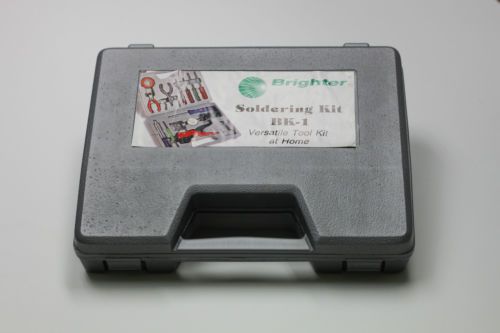 Brighter
Soldering Kit
BK-1
Versatile Tool Kit
at Home